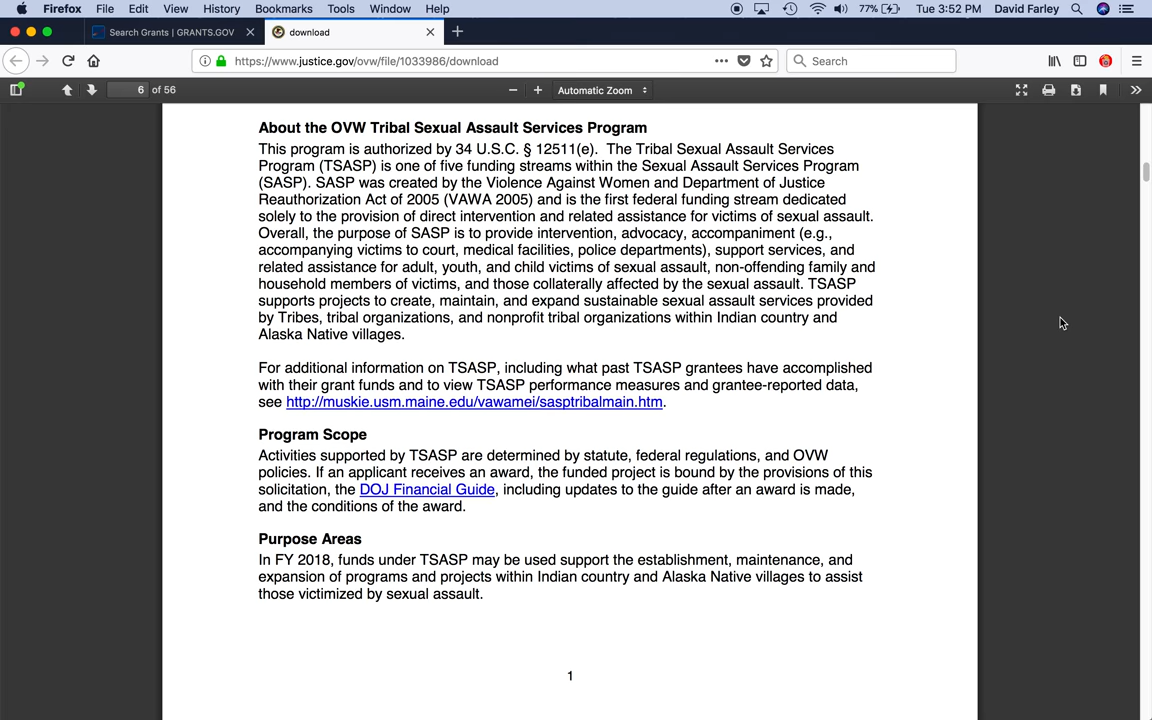 Firefox File Edit View History Bookmarks Tools Window Help 77% Tue 3:52 PM David Farley
Search Grants | GRANTS.GOV download
https://www.justice.gov/ovw/file/1033986/download Search
6 of 56 Automatic Zoom
About the OVW Tribal Sexual Assault Services Program
This program is authorized by 34 U.S.C. § 12511(e). The Tribal Sexual Assault Services
Program (TSASP) is one of five funding streams within the Sexual Assault Services Program
(SASP). SASP was created by the Violence Against Women and Department of Justice
Reauthorization Act of 2005 (VAWA 2005) and is the first federal funding stream dedicated
solely to the provision of direct intervention and related assistance for victims of sexual assault.
Overall, the purpose of SASP is to provide intervention, advocacy, accompaniment (e.g.,
accompanying victims to court, medical facilities, police departments), support services, and
related assistance for adult, youth, and child victims of sexual assault, non-offending family and
household members of victims, and those collaterally affected by the sexual assault. TSASP
supports projects to create, maintain, and expand sustainable sexual assault services provided
by Tribes, tribal organizations, and nonprofit tribal organizations within Indian country and
Alaska Native villages.
For additional information on TSASP, including what past TSASP grantees have accomplished
with their grant funds and to view TSASP performance measures and grantee-reported data,
see http://muskie.usm.maine.edu/vawamei/sasptribalmain.htm.
Program Scope
Activities supported by TSASP are determined by statute, federal regulations, and OVW
policies. If an applicant receives an award, the funded project is bound by the provisions of this
solicitation, the DOJ Financial Guide, including updates to the guide after an award is made,
and the conditions of the award.
Purpose Areas
In FY 2018, funds under TSASP may be used support the establishment, maintenance, and
expansion of programs and projects within Indian country and Alaska Native villages to assist
those victimized by sexual assault.
1